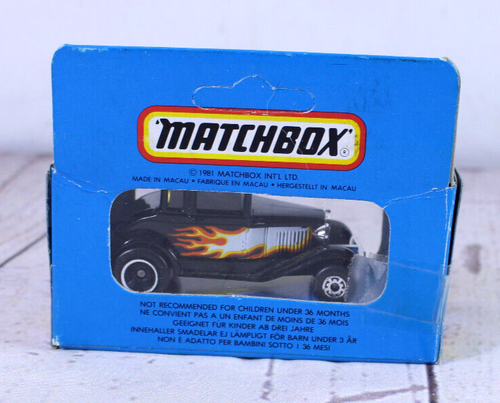 MATCHBOX
®
© 1981 MATCHBOX INT'L LTD.
MADE IN MACAU • FABRIQUE EN MACAU • HERGESTELLT IN MACAU
NOT RECOMMENDED FOR CHILDREN UNDER 36 MONTHS
NE CONVIENT PAS A UN ENFANT DE MOINS DE 36 MOIS
GEEIGNET FUR KINDER AB DREI JAHRE
INNEHALLER SMADELAR EJ LAMPLIGT FÖR BARN UNDER 3 ÅR
NON E ADATTO PER BAMBINI SOTTO I 36 MESI